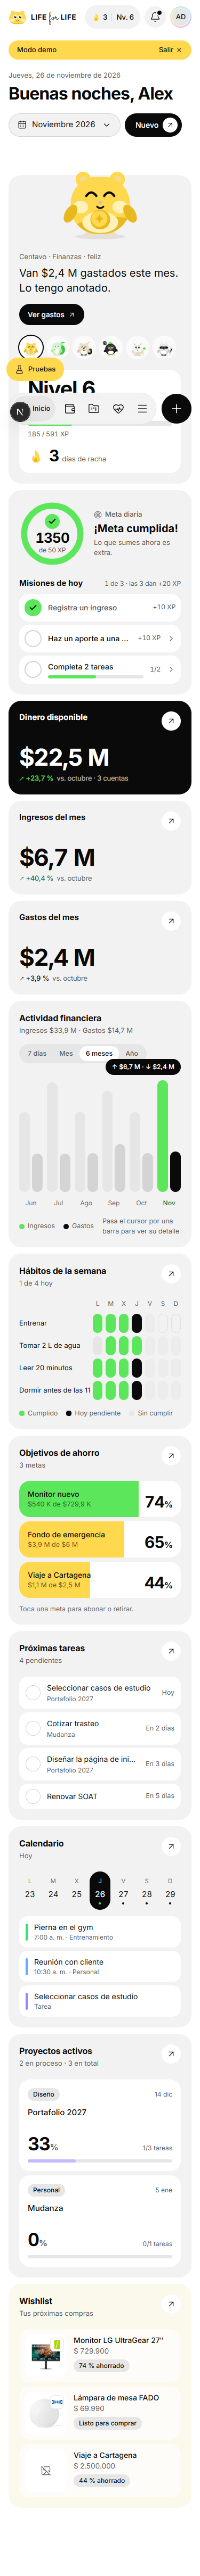 LIFE for LIFE
3
Nv. 6
AD
Modo demo
Salir ×
Jueves, 26 de noviembre de 2026
Buenas noches, Alex
Noviembre 2026
Nuevo
Centavo · Finanzas · feliz
Van $2,4 M gastados este mes.
Lo tengo anotado.
Ver gastos
Pruebas
Nivel 6
N
Inicio
185 / 591 XP
3 días de racha
1350
de 50 XP
Meta diaria
¡Meta cumplida!
Lo que sumes ahora es
extra.
Misiones de hoy
1 de 3 · las 3 dan +20 XP
Registra un ingreso
+10 XP
Haz un aporte a una ...
+10 XP
Completa 2 tareas
1/2
Dinero disponible
$22,5 M
+23,7 % vs. octubre · 3 cuentas
Ingresos del mes
$6,7 M
+40,4 % vs. octubre
Gastos del mes
$2,4 M
+3,9 % vs. octubre
Actividad financiera
Ingresos $33,9 M · Gastos $14,7 M
7 días
Mes
6 meses
Año
↑ $6,7 M · ↓ $2,4 M
Jun
Jul
Ago
Sep
Oct
Nov
Ingresos
Gastos
Pasa el cursor por una
barra para ver su detalle
Hábitos de la semana
1 de 4 hoy
L M X J V S D
Entrenar
Tomar 2 L de agua
Leer 20 minutos
Dormir antes de las 11
Cumplido
Hoy pendiente
Sin cumplir
Objetivos de ahorro
3 metas
Monitor nuevo
$540 K de $729,9 K
74%
Fondo de emergencia
$3,9 M de $6 M
65%
Viaje a Cartagena
$1,1 M de $2,5 M
44%
Toca una meta para abonar o retirar.
Próximas tareas
4 pendientes
Seleccionar casos de estudio
Portafolio 2027
Hoy
Cotizar trasteo
Mudanza
En 2 días
Diseñar la página de ini...
Portafolio 2027
En 3 días
Renovar SOAT
En 5 días
Calendario
Hoy
L M X J V S D
23 24 25 26 27 28 29
Pierna en el gym
7:00 a. m. · Entrenamiento
Reunión con cliente
10:30 a. m. · Personal
Seleccionar casos de estudio
Tarea
Proyectos activos
2 en proceso · 3 en total
Diseño
14 dic
Portafolio 2027
33%
1/3 tareas
Personal
5 ene
Mudanza
0%
0/1 tareas
Wishlist
Tus próximas compras
Monitor LG UltraGear 27"
$ 729.900
74 % ahorrado
Lámpara de mesa FADO
$ 69.990
Listo para comprar
Viaje a Cartagena
$ 2.500.000
44 % ahorrado